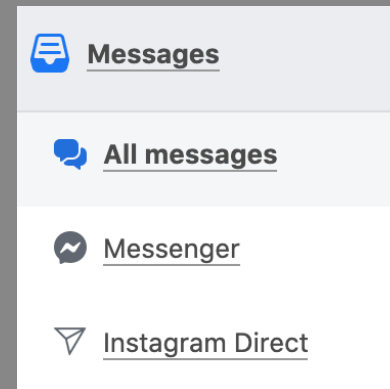 Messages
All messages
Messenger
Instagram Direct